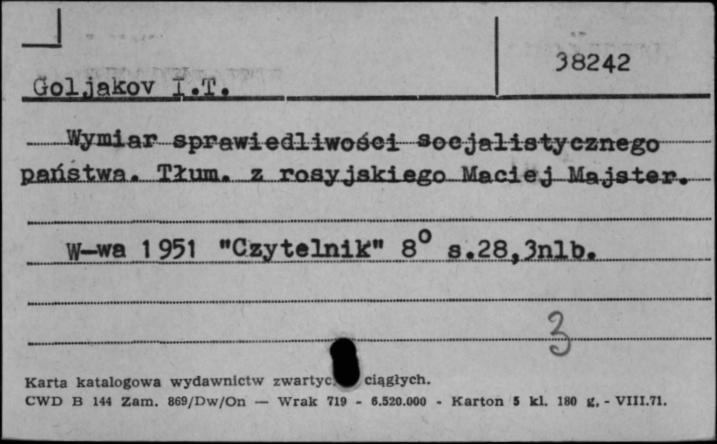 38242
Goljakov I.T.
Wymiar sprawiedliwości socjalistycznego
państwa. Tłum. z rosyjskiego Maciej Majster.
W-wa 1951 "Czytelnik" 8° s.28,3nlb.
3
Karta katalogowa wydawnictw zwartyc ciągłych.
CWD B 144 Zam. 869/Dw/On — Wrak 719 - 6.520.000 - Karton 5 kl. 180 g. - VIII.71.